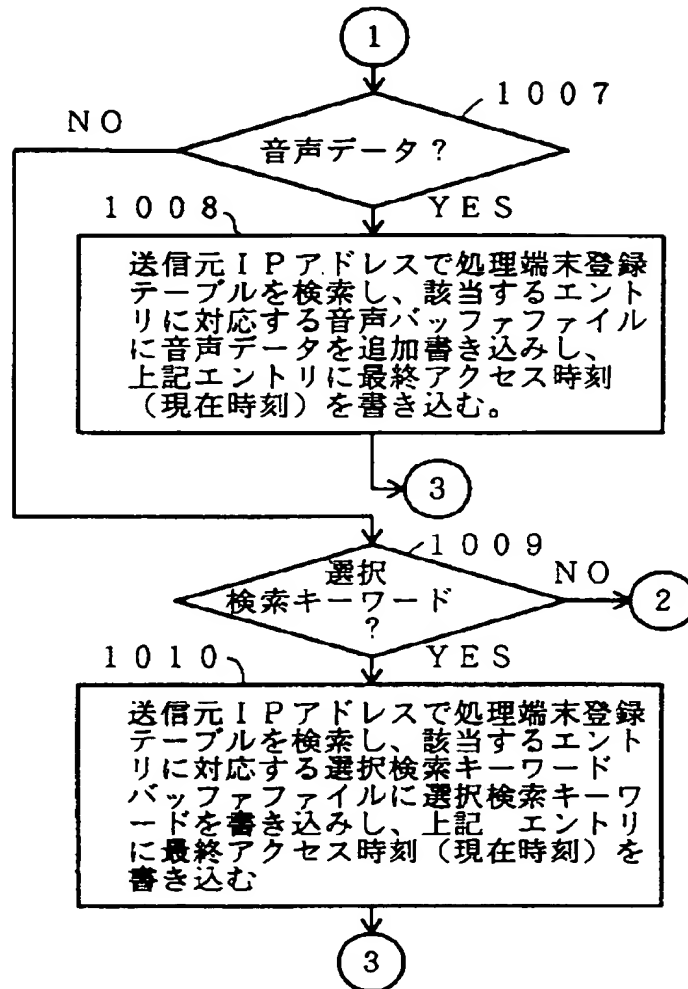 1
1007
NO
音声データ?
YES
1008
送信元IPアドレスで処理端末登録
テーブルを検索し、該当するエント
リに対応する音声バッファファイル
に音声データを追加書き込みし、
上記エントリに最終アクセス時刻
(現在時刻)を書き込む。
3
1009
選択
検索キーワード
?
NO
2
YES
1010
送信元IPアドレスで処理端末登録
テーブルを検索し、該当するエント
リに対応する選択検索キーワード
バッファファイルに選択検索キーワ
ードを書き込みし、上記 エントリ
に最終アクセス時刻(現在時刻)を
書き込む
3